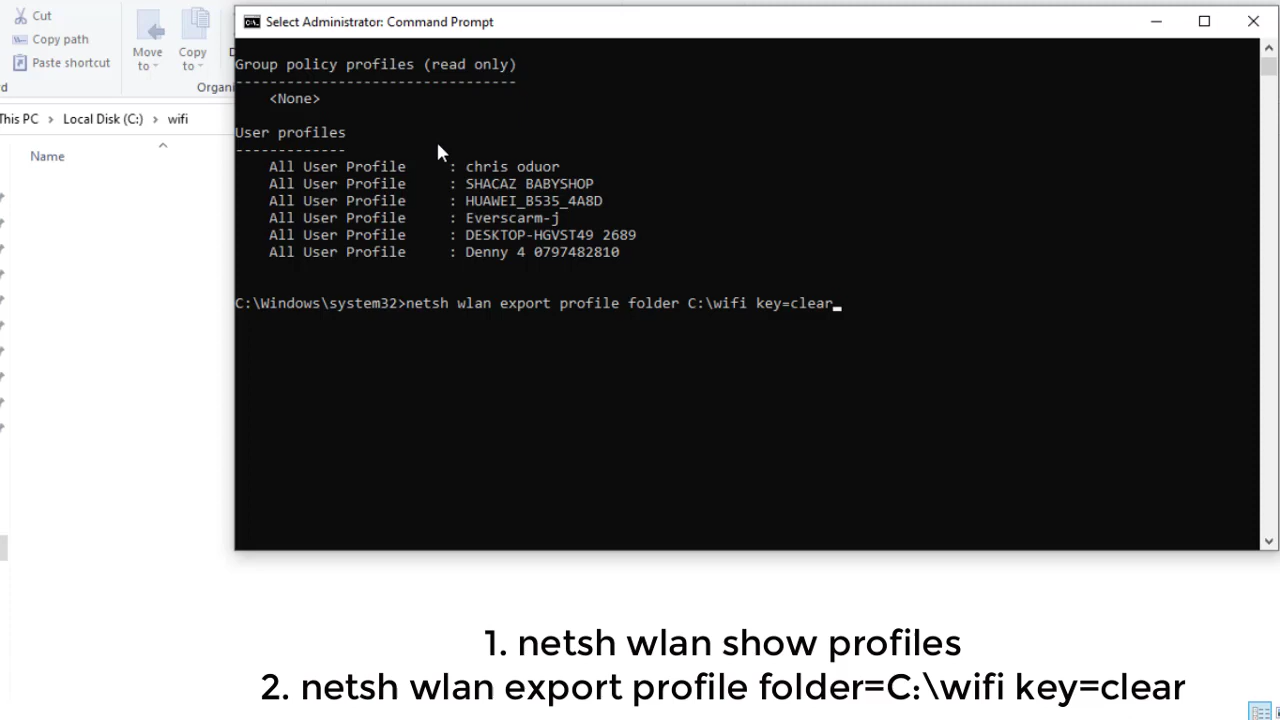 Cut
Copy path
Paste shortcut
Move to
Copy to
Organi
This PC > Local Disk (C:) > wifi
Name
Select Administrator: Command Prompt
Group policy profiles (read only)
---------------------------------
<None>
User profiles
-------------
All User Profile     : chris oduor
All User Profile     : SHACAZ BABYSHOP
All User Profile     : HUAWEI_B535_4A8D
All User Profile     : Everscarm-j
All User Profile     : DESKTOP-HGVST49 2689
All User Profile     : Denny 4 0797482810
C:\Windows\system32>netsh wlan export profile folder C:\wifi key=clear
1. netsh wlan show profiles
2. netsh wlan export profile folder=C:\wifi key=clear